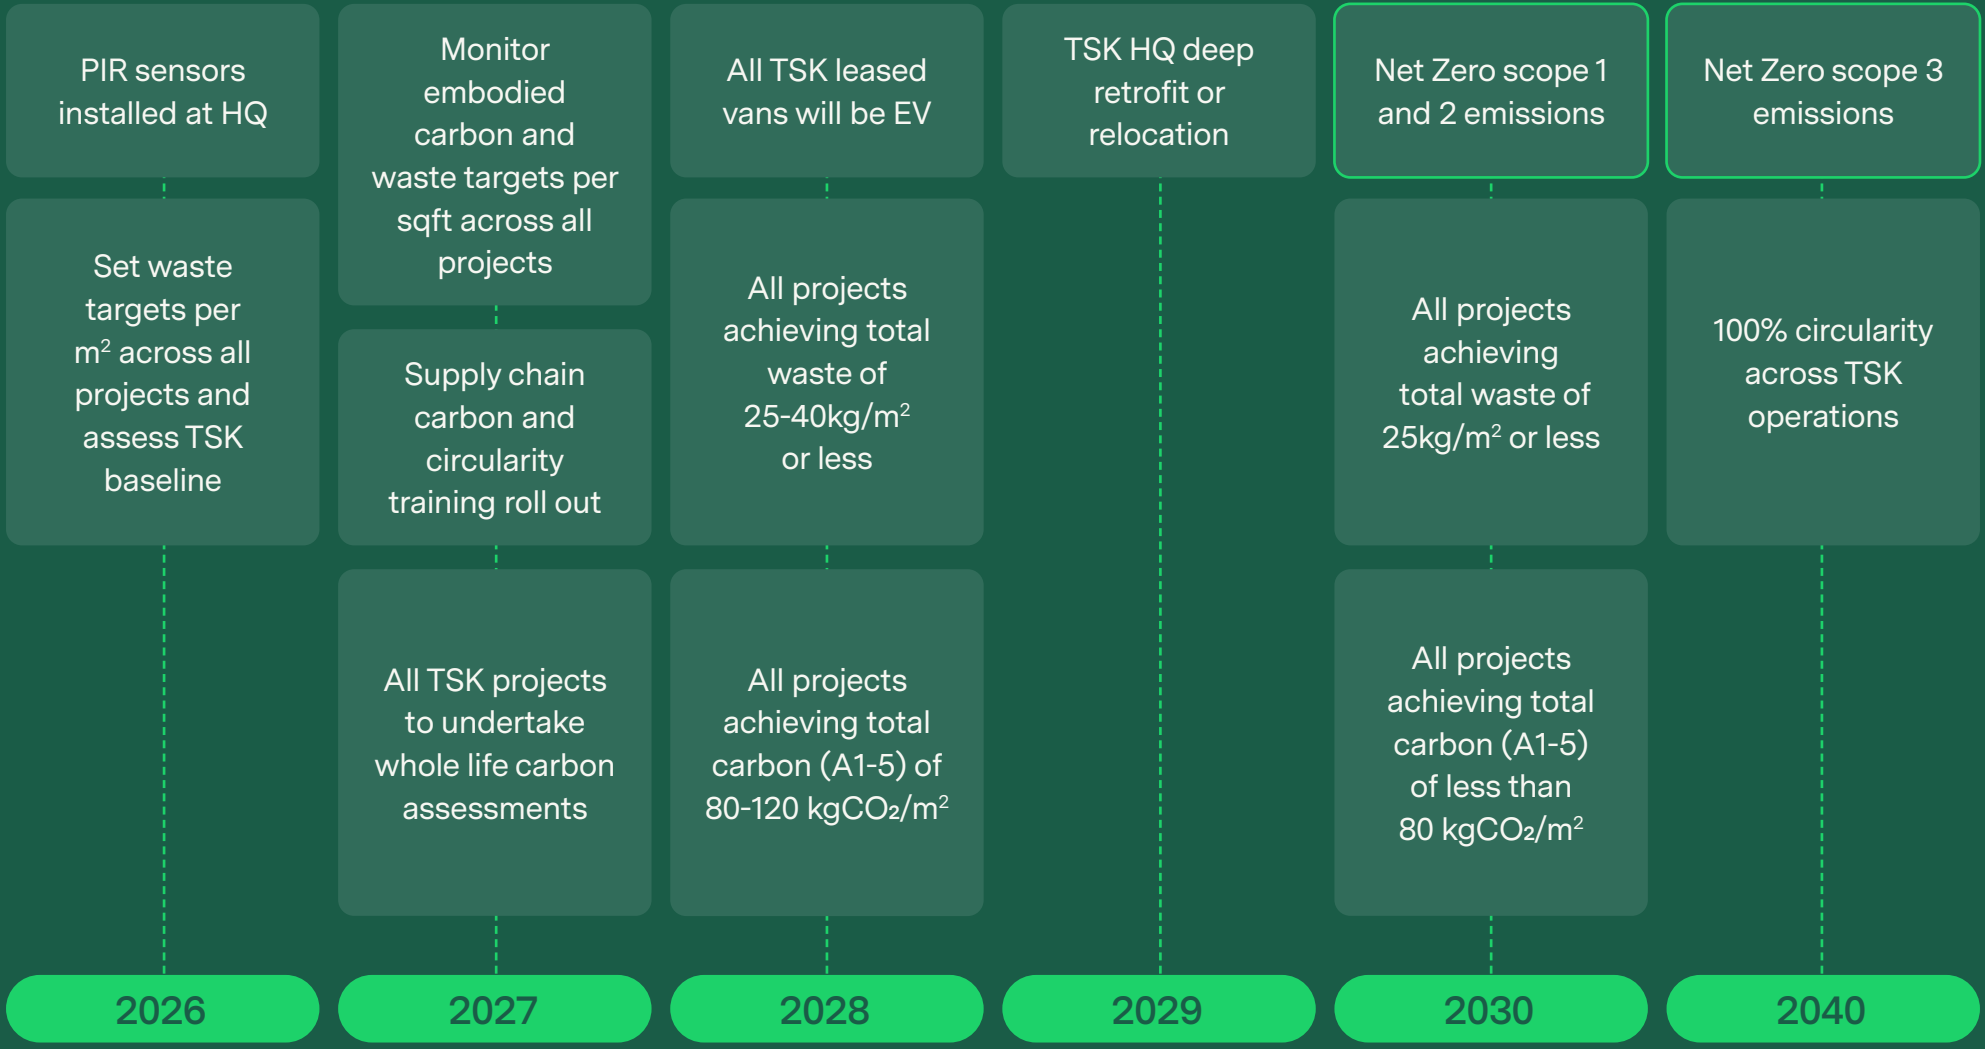 PIR sensors
installed at HQ
Set waste
targets per
m² across all
projects and
assess TSK
baseline
2026
Monitor
embodied
carbon and
waste targets per
sqft across all
projects
Supply chain
carbon and
circularity
training roll out
All TSK projects
to undertake
whole life carbon
assessments
2027
All TSK leased
vans will be EV
All projects
achieving total
waste of
25-40kg/m²
or less
All projects
achieving total
carbon (A1-5) of
80-120 kgCO₂/m²
2028
TSK HQ deep
retrofit or
relocation
2029
Net Zero scope 1
and 2 emissions
All projects
achieving
total waste of
25kg/m² or less
All projects
achieving total
carbon (A1-5)
of less than
80 kgCO₂/m²
2030
Net Zero scope 3
emissions
100% circularity
across TSK
operations
2040